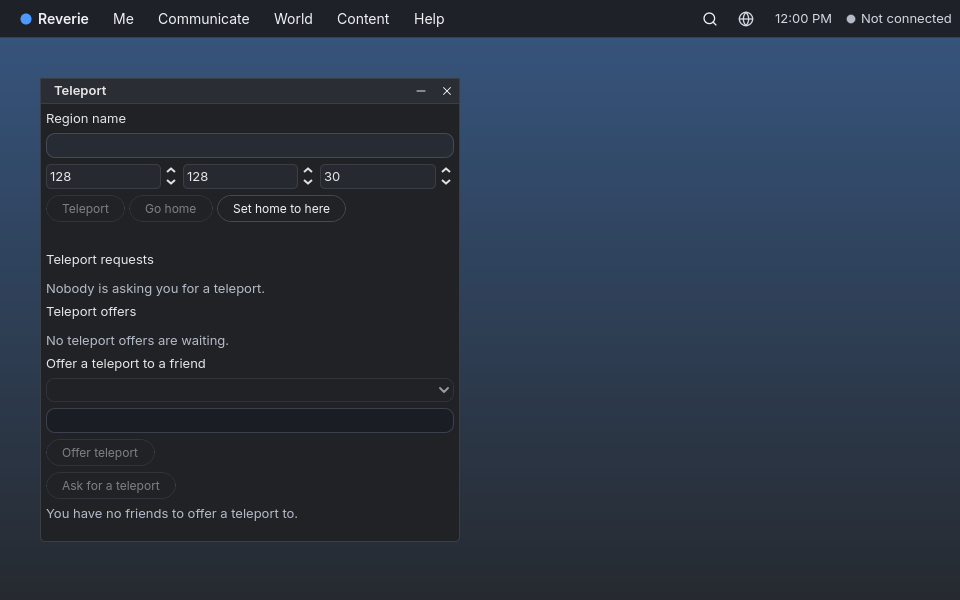 Reverie Me Communicate World Content Help 12:00 PM Not connected
Teleport
Region name
128 128 30
Teleport Go home Set home to here
Teleport requests
Nobody is asking you for a teleport.
Teleport offers
No teleport offers are waiting.
Offer a teleport to a friend
Offer teleport
Ask for a teleport
You have no friends to offer a teleport to.